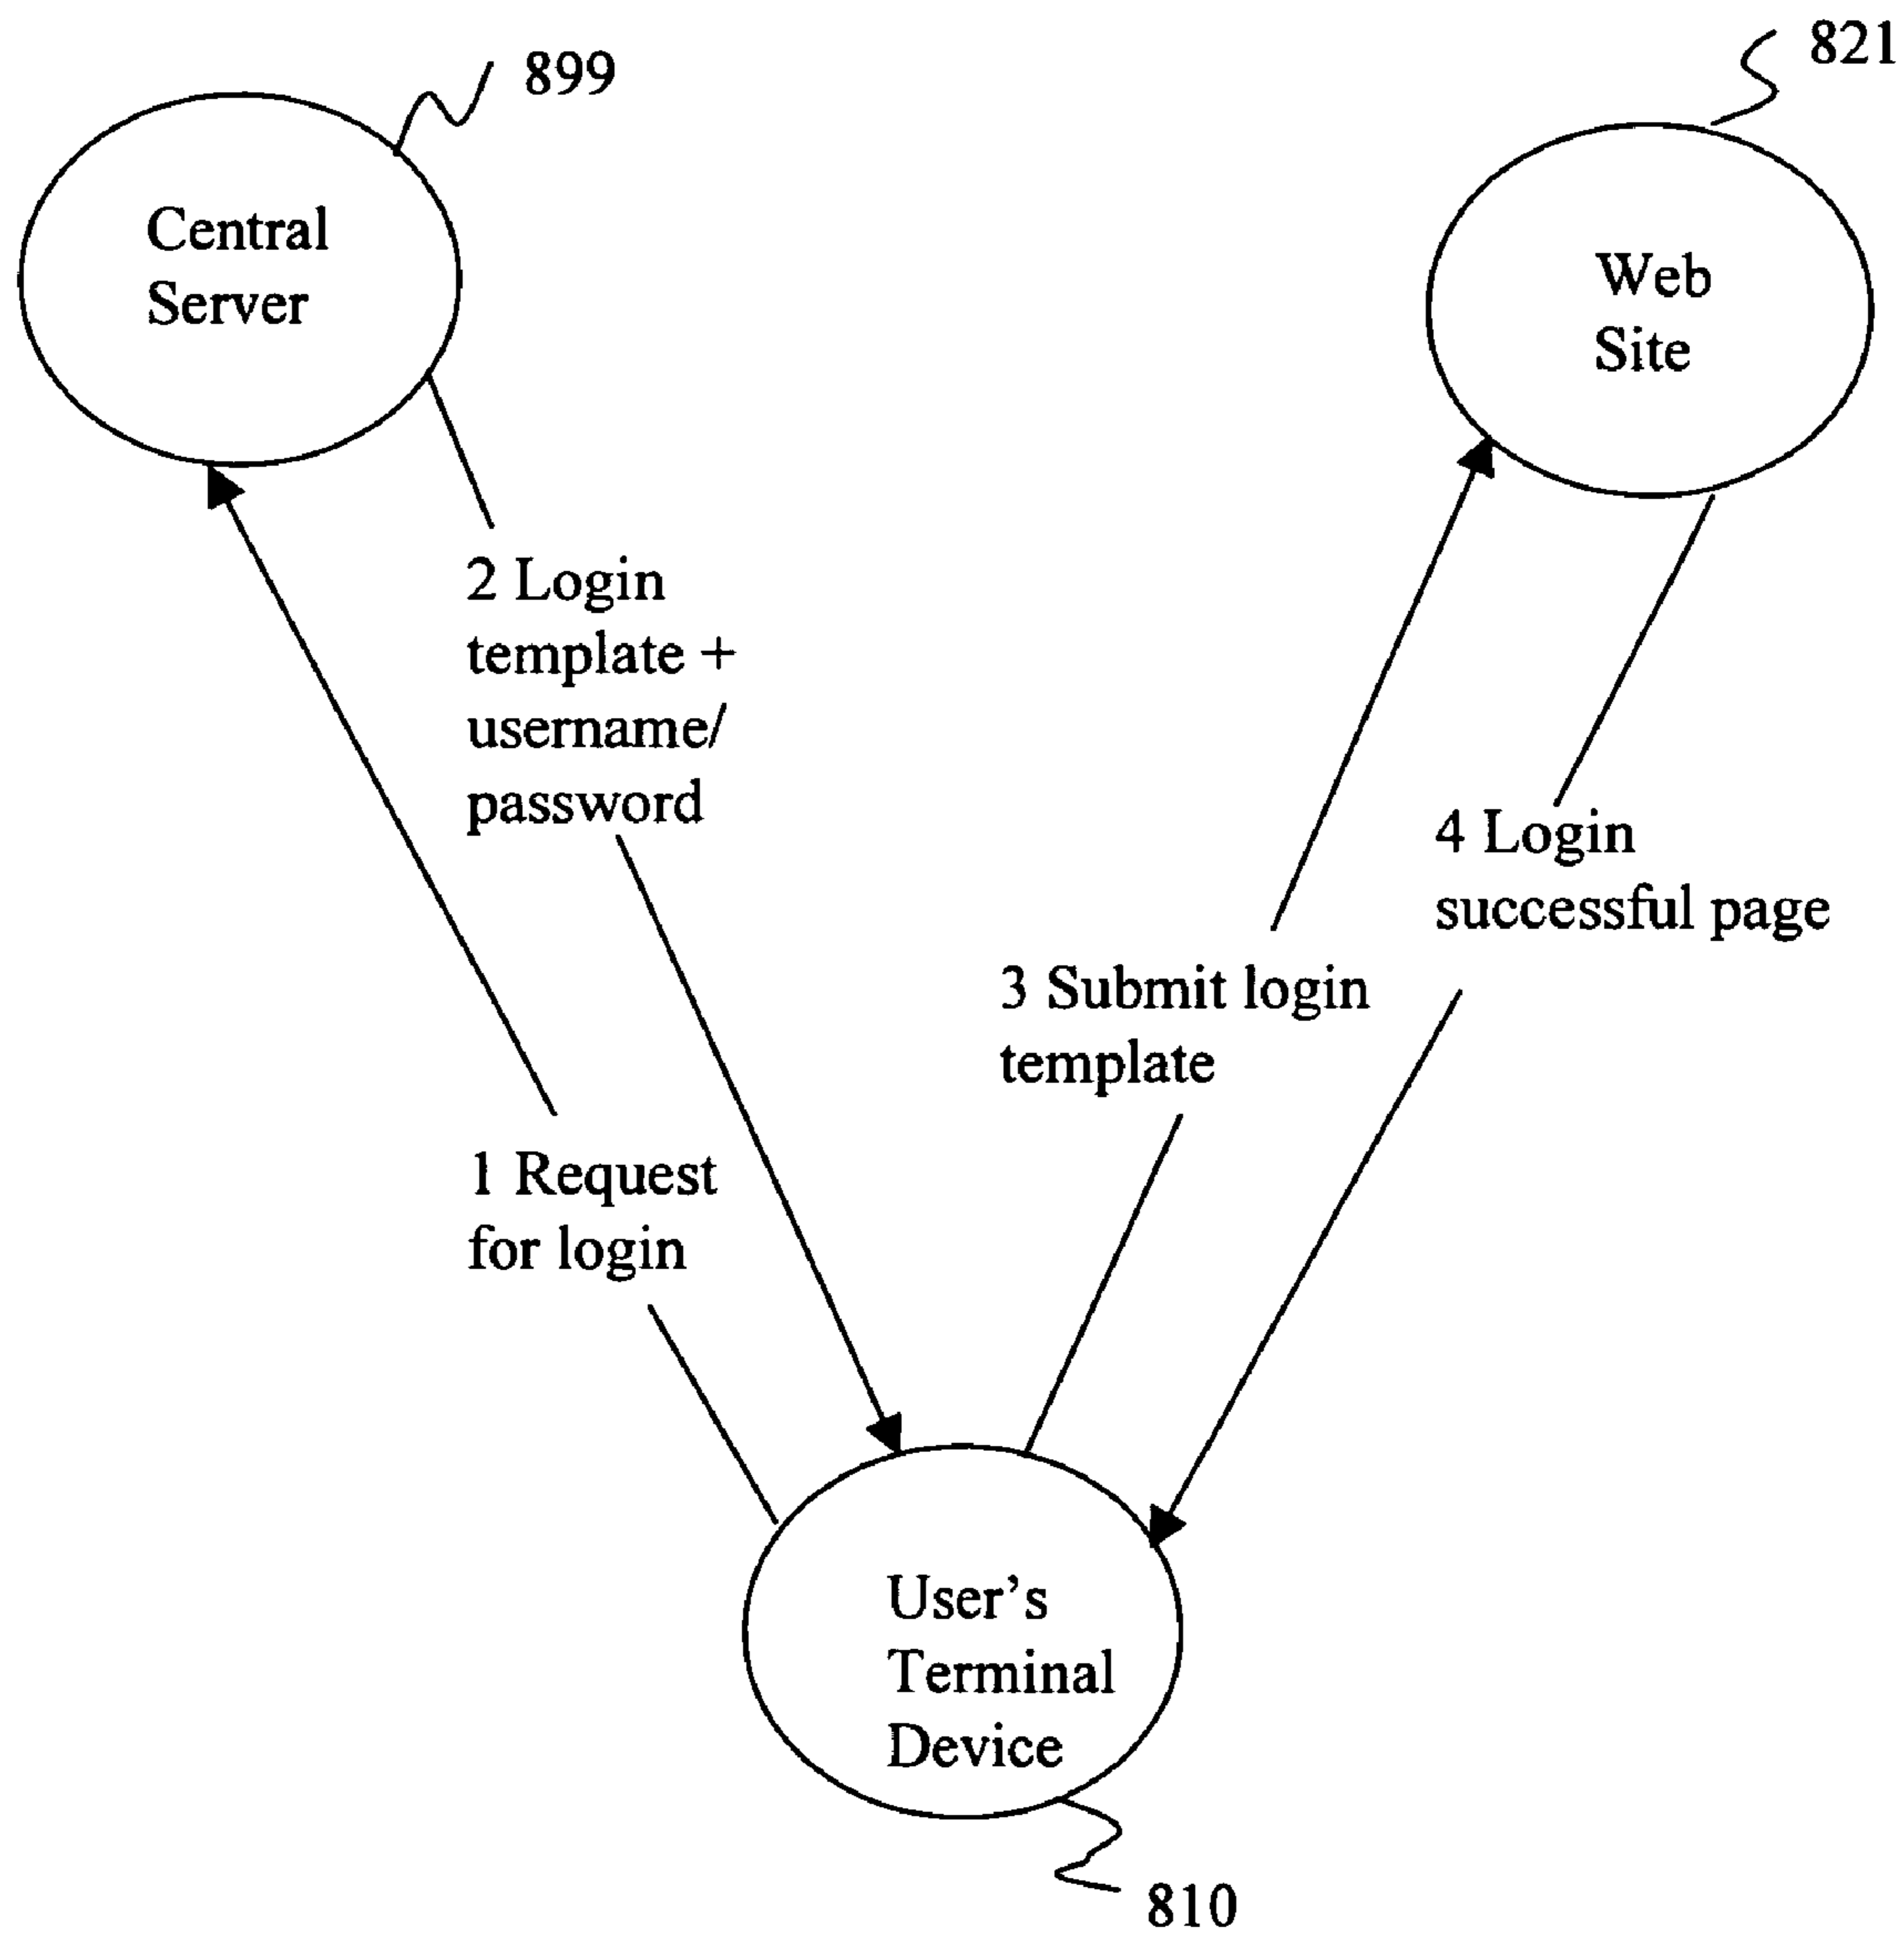 899
821
Central
Server
Web
Site
2 Login
template +
username/
password
4 Login
successful page
3 Submit login
template
1 Request
for login
User's
Terminal
Device
810